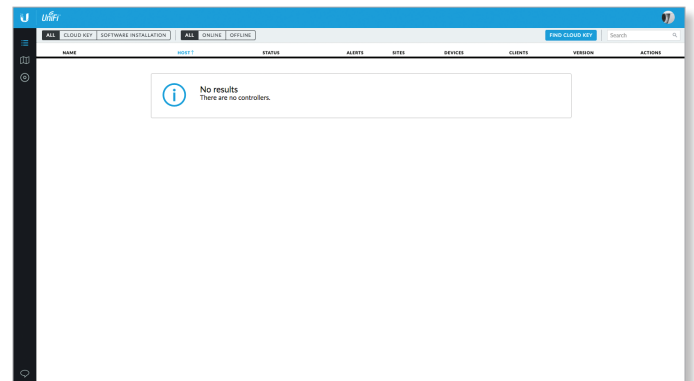 U UniFi
ALL CLOUD KEY SOFTWARE INSTALLATION ALL ONLINE OFFLINE FIND CLOUD KEY Search
NAME HOST↑ STATUS ALERTS SITES DEVICES CLIENTS VERSION ACTIONS
No results
There are no controllers.